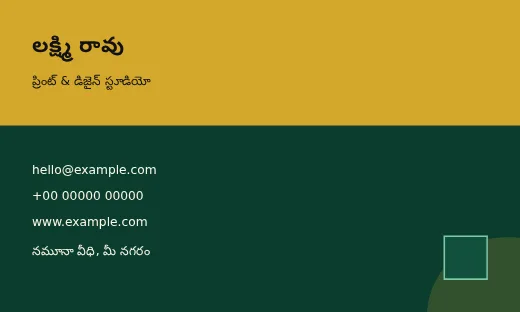 లక్ష్మి రావు
ప్రింట్ & డిజైన్ స్టూడియో
hello@example.com
+00 00000 00000
www.example.com
నమూనా వీధి, మీ నగరం